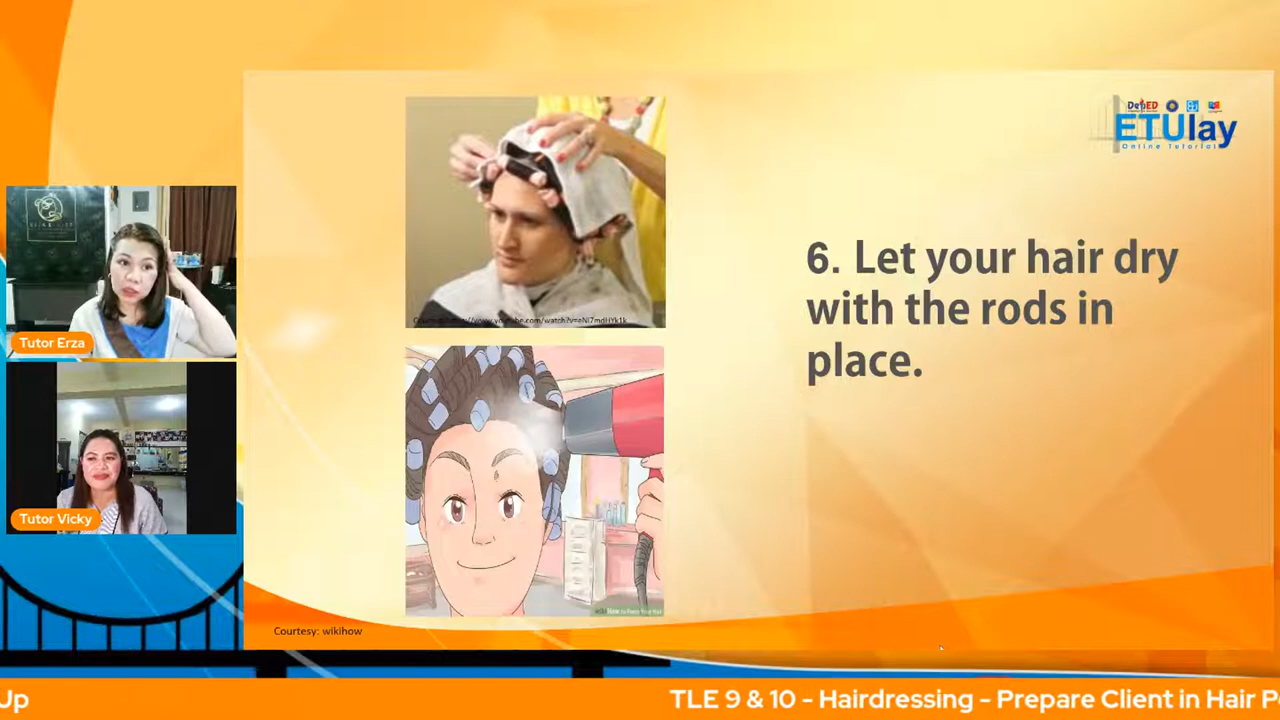 DepED
ETUlay
Online Tutorial
6. Let your hair dry
with the rods in
place.
Tutor Erza
Tutor Vicky
Courtesy: wikihow
Up
TLE 9 & 10 - Hairdressing - Prepare Client in Hair P